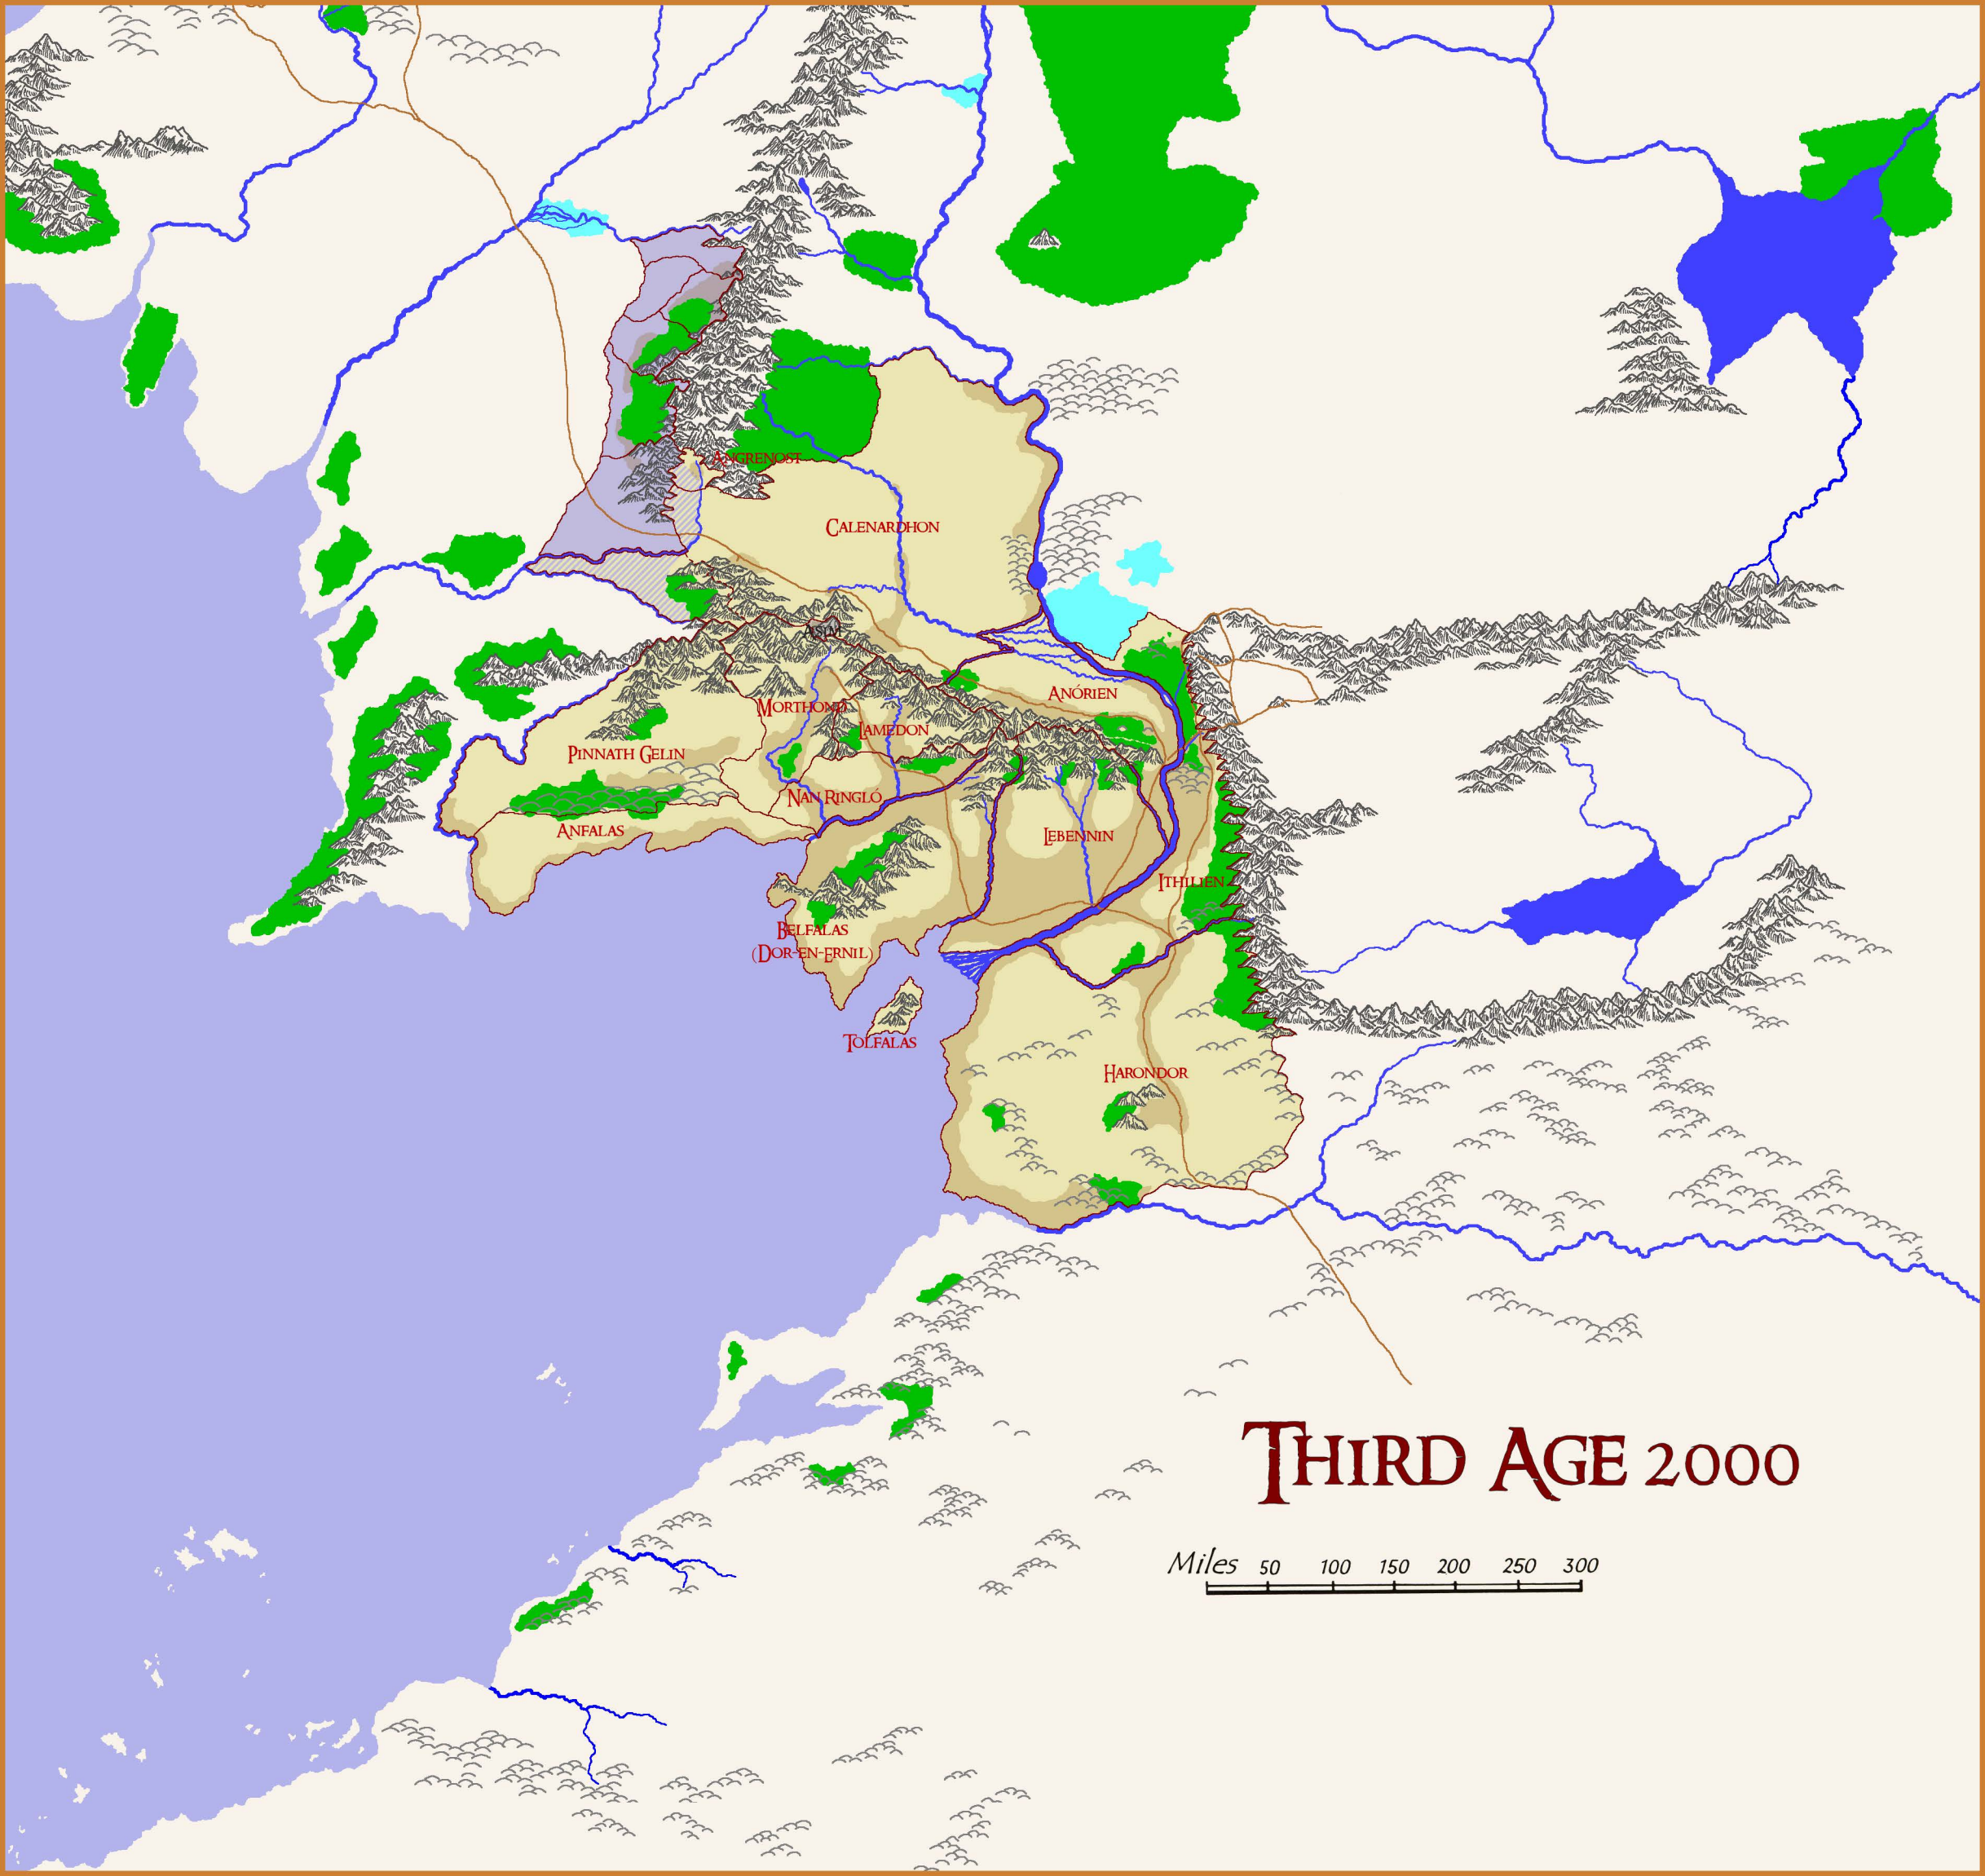 Angrenost
Calenardhon
Anórien
Morthond
Lamedon
Pinnath Gelin
Nan Ringló
Anfalas
Lebennin
Ithilien
Belfalas
(Dor-en-Ernil)
Tolfalas
Harondor
Third Age 2000
Miles 50 100 150 200 250 300